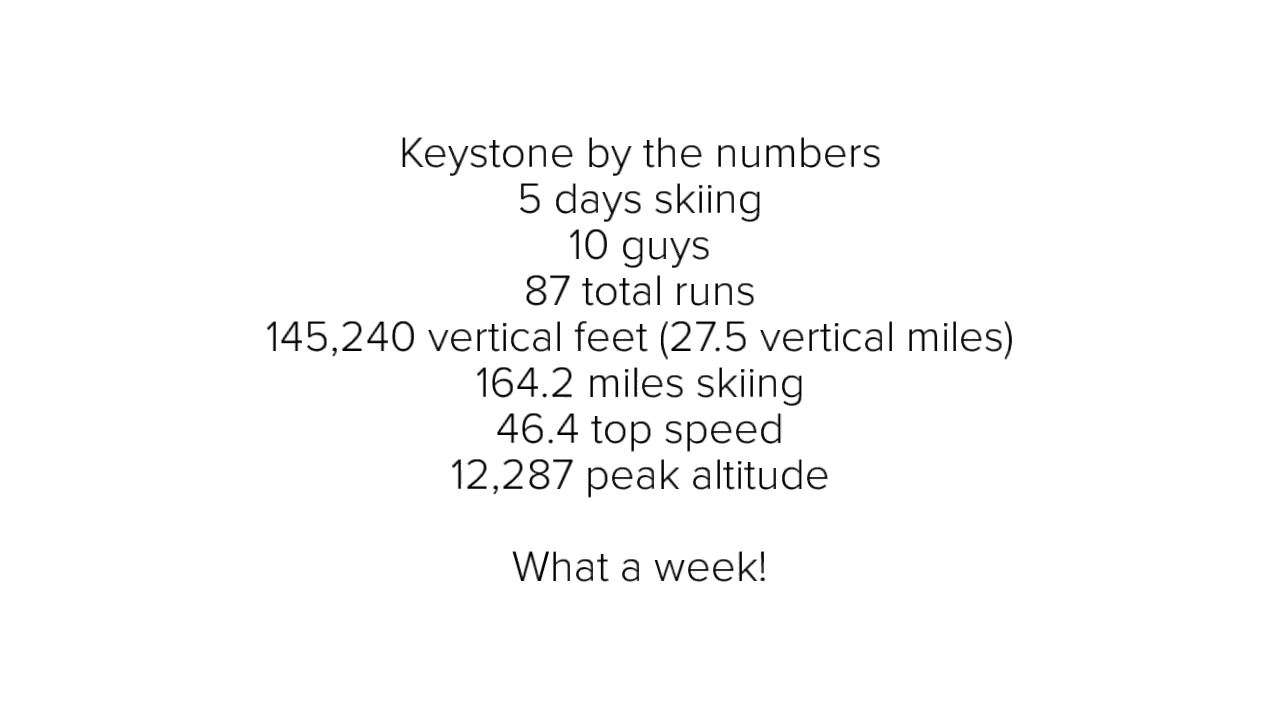 Keystone by the numbers
5 days skiing
10 guys
87 total runs
145,240 vertical feet (27.5 vertical miles)
164.2 miles skiing
46.4 top speed
12,287 peak altitude
What a week!